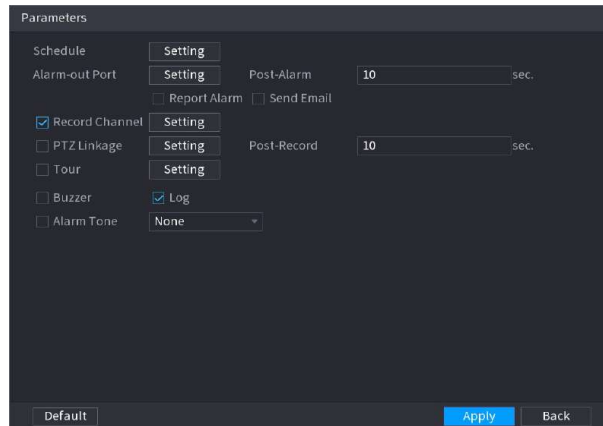 Parameters
Schedule Setting
Alarm-out Port Setting Post-Alarm 10 sec.
Report Alarm Send Email
Record Channel Setting
PTZ Linkage Setting Post-Record 10 sec.
Tour Setting
Buzzer Log
Alarm Tone None
Default Apply Back